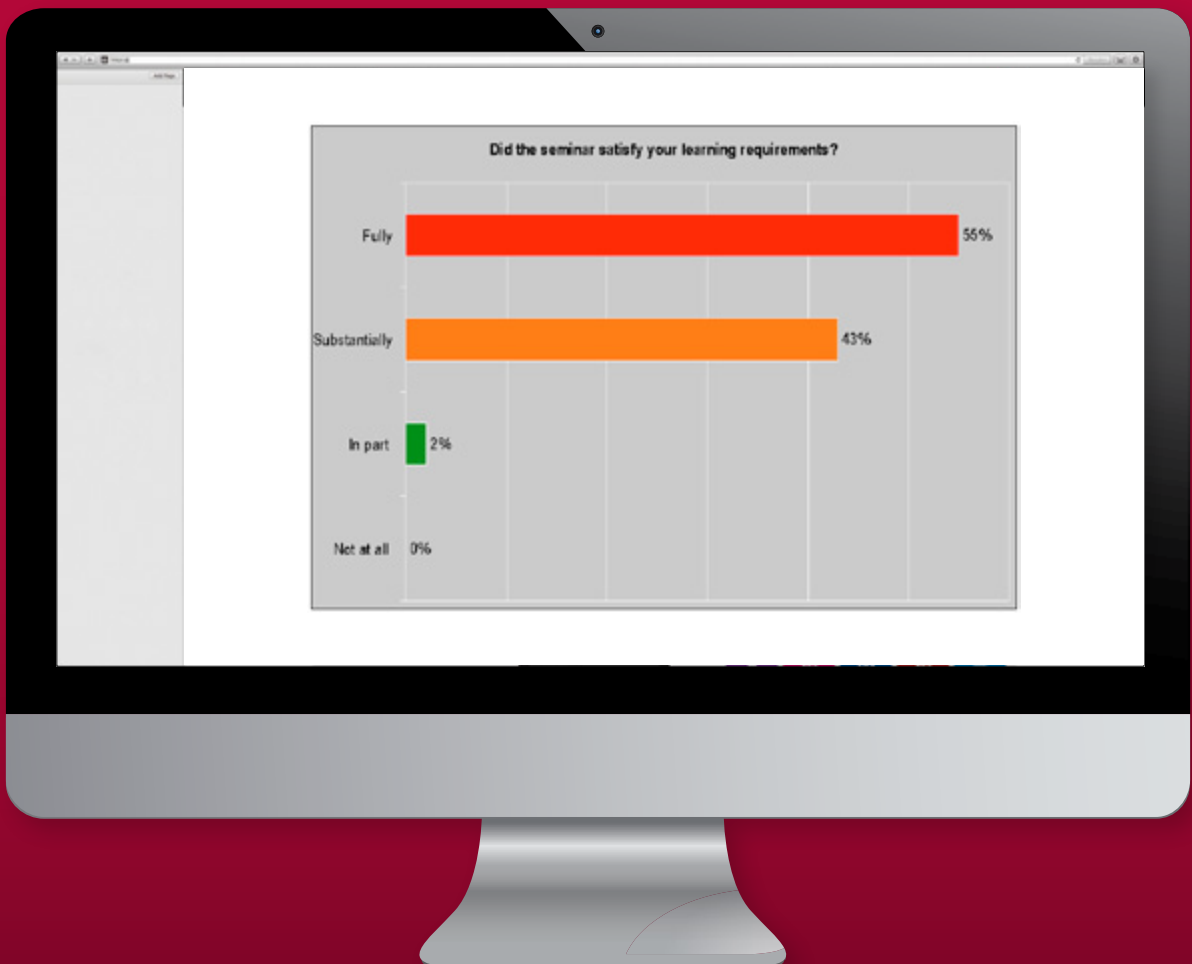 Did the seminar satisfy your learning requirements?
Fully
55%
Substantially
43%
In part
2%
Not at all
0%